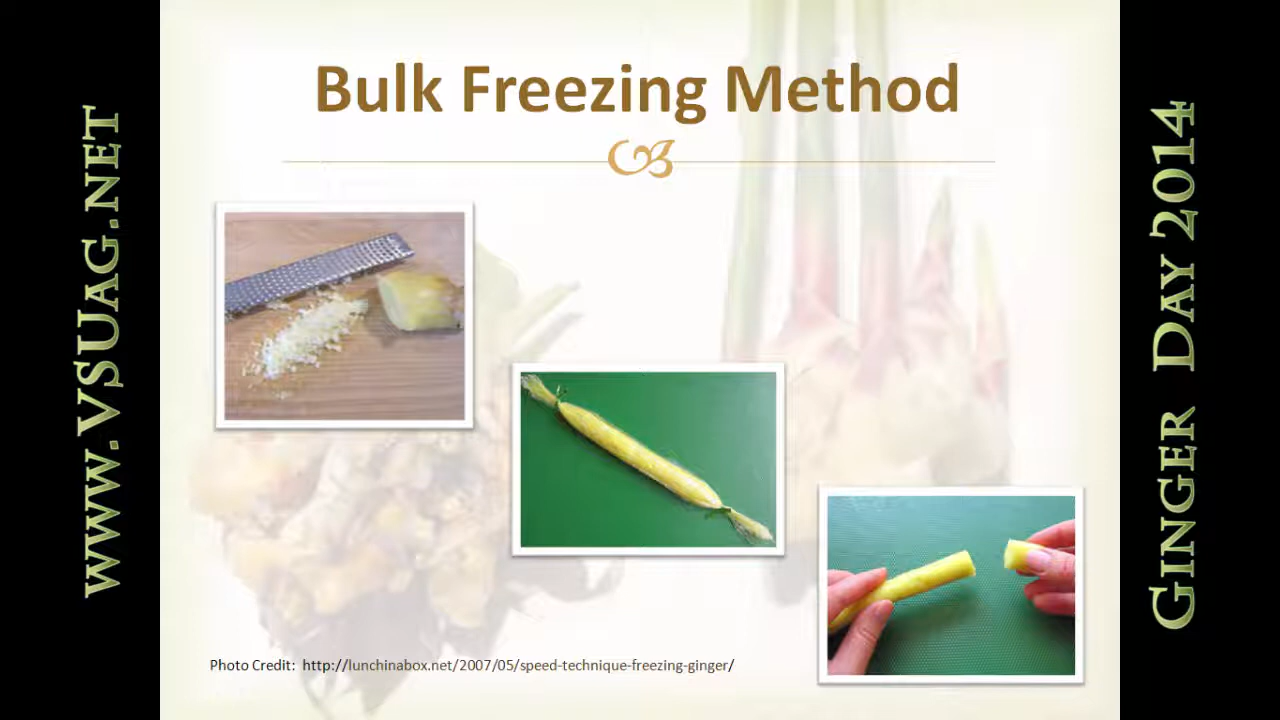 Bulk Freezing Method
www.VSUAG.net
Ginger Day 2014
Photo Credit: http://lunchinabox.net/2007/05/speed-technique-freezing-ginger/